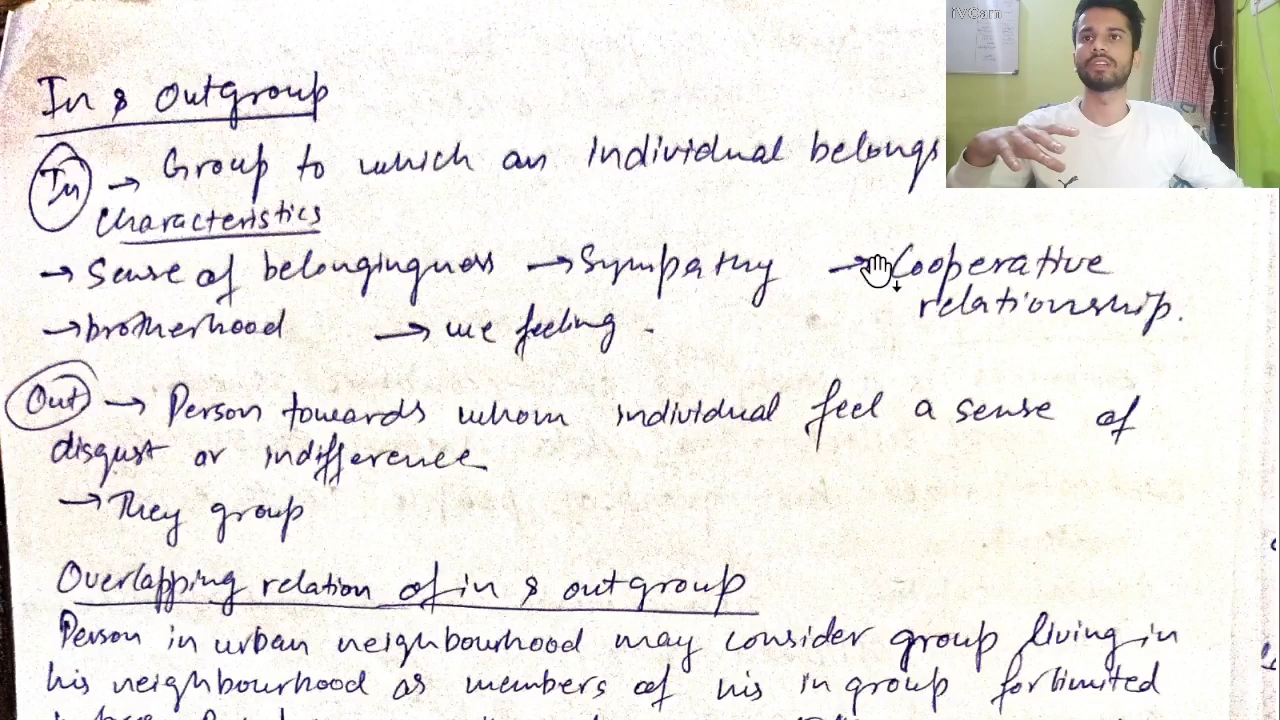 iVCam
In & Outgroup
In → Group to which an individual belongs
Characteristics
→ Sense of belongingness → Sympathy → Cooperative
relationship.
→ brotherhood → we feeling.
Out → Person towards whom individual feel a sense of
disgust or indifference
→ They group
Overlapping relation of in & outgroup
Person in urban neighbourhood may consider group living in
his neighbourhood as members of his in group for limited